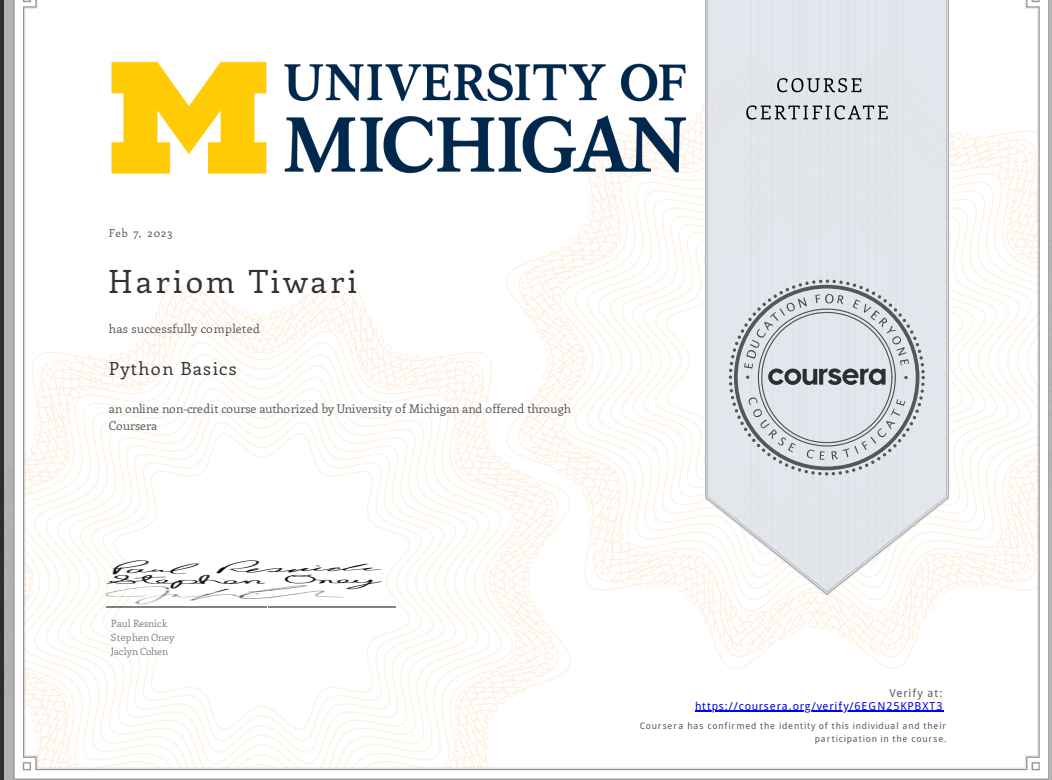 M
UNIVERSITY OF
MICHIGAN
COURSE
CERTIFICATE
Feb 7, 2023
Hariom Tiwari
has successfully completed
Python Basics
an online non-credit course authorized by University of Michigan and offered through
Coursera
EDUCATION FOR EVERYONE
coursera
COURSE CERTIFICATE
Paul Resnick
Stephen Oney
Paul Resnick
Stephen Oney
Jaclyn Cohen
Verify at:
https://coursera.org/verify/6EGN25KPBXT3
Coursera has confirmed the identity of this individual and their
participation in the course.